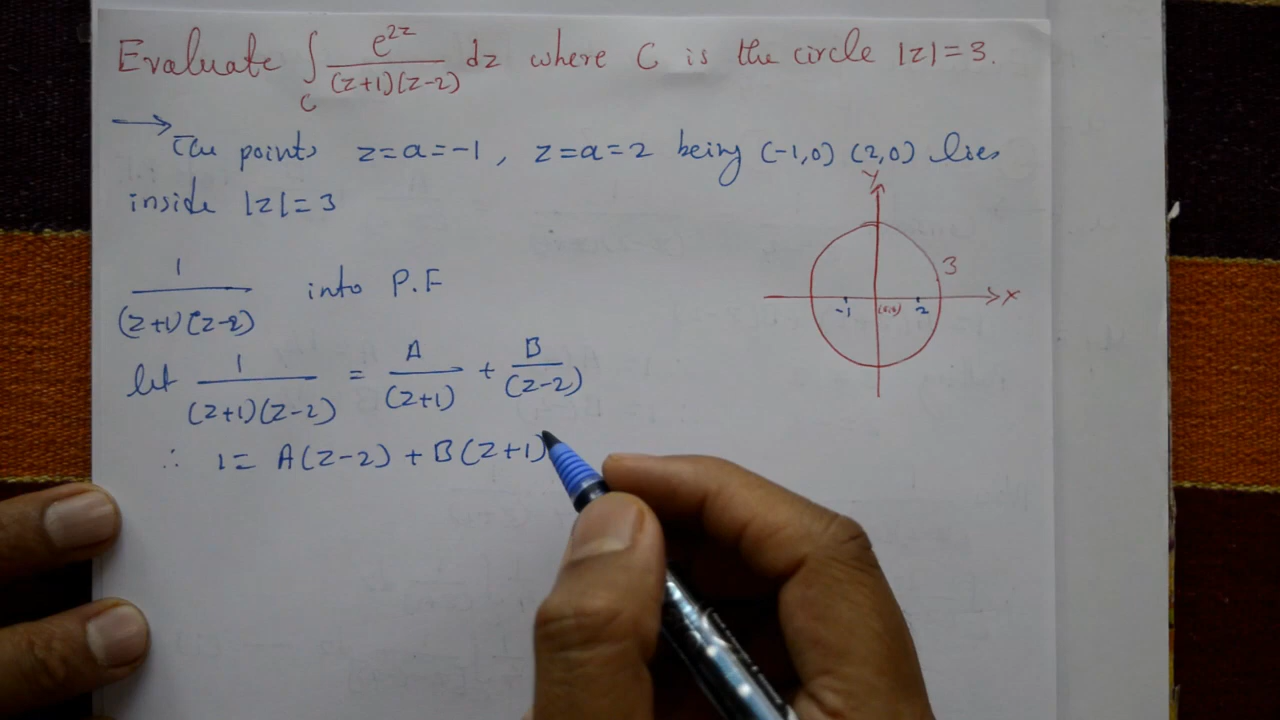 Evaluate ∫_C e^{2z}/((z+1)(z-2)) dz where C is the circle |z|=3.
→ The points z=a=-1, z=a=2 being (-1,0) (2,0) lies
inside |z|=3
1/((z+1)(z-2)) into P.F
let 1/((z+1)(z-2)) = A/(z+1) + B/(z-2)
∴ 1= A(z-2) + B(z+1)
Y
3
X
-1 (0,0) 2